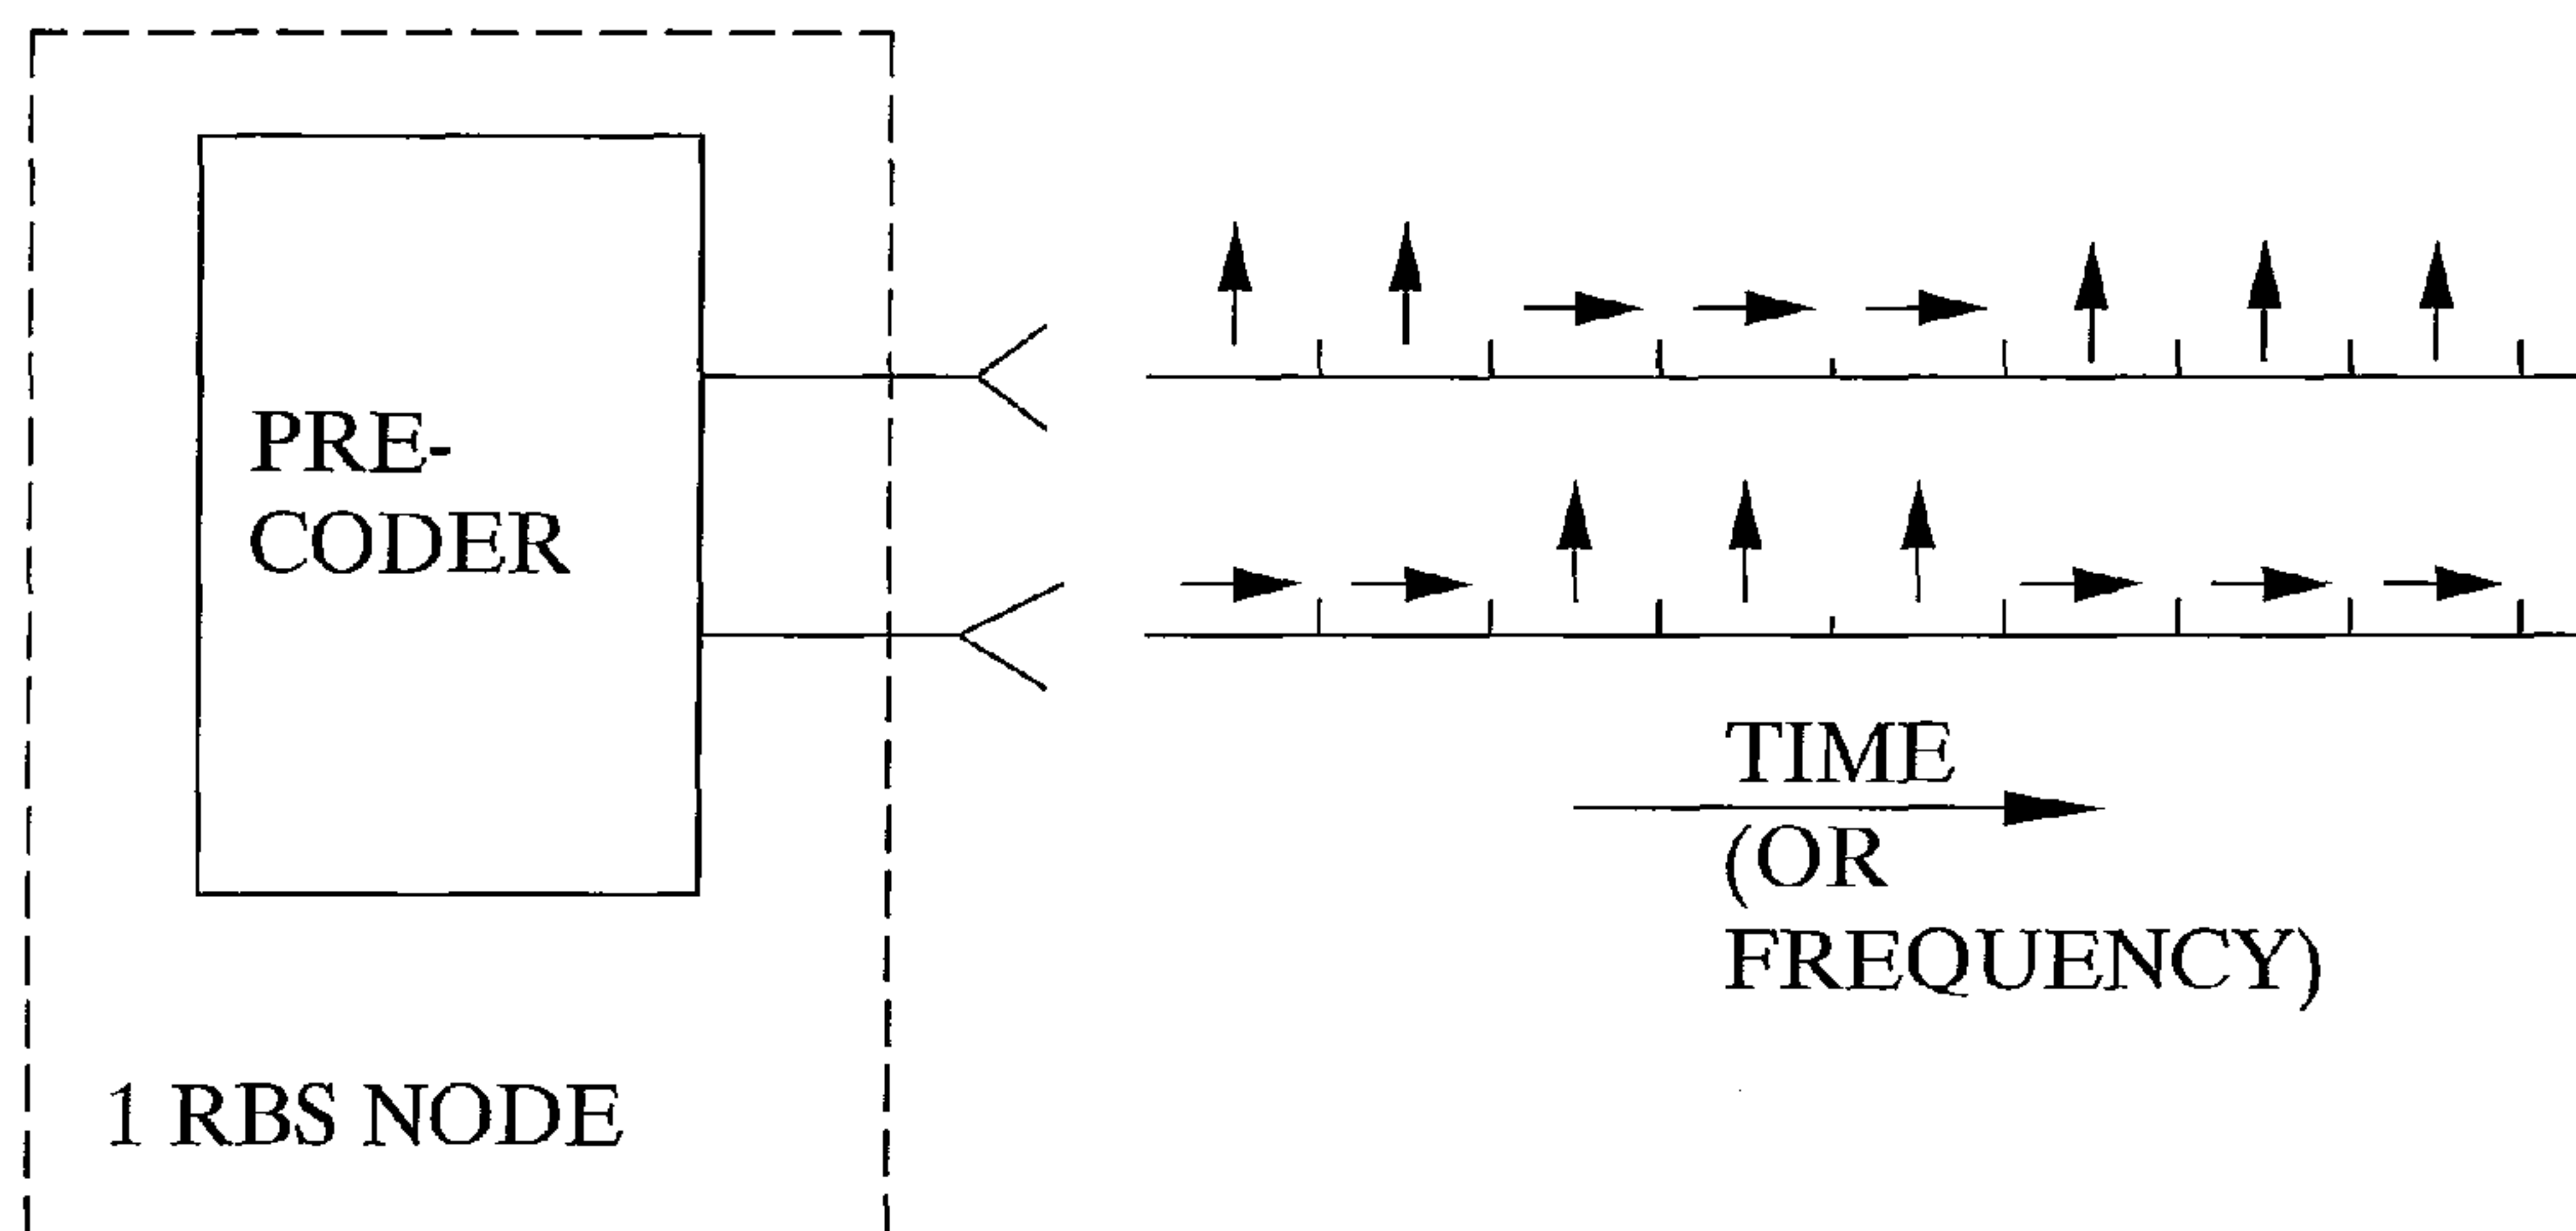 PRE-
CODER
TIME
(OR
FREQUENCY)
1 RBS NODE